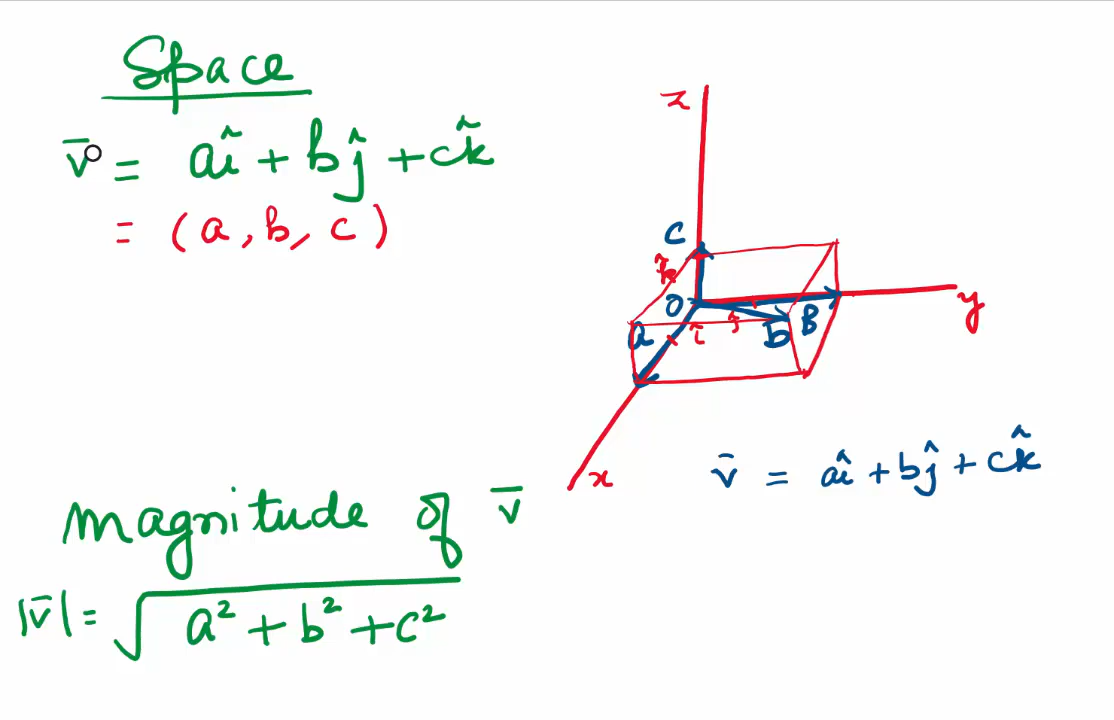 Space
v̄ = aî + bĵ + ck̂
= (a, b, c)
z
C
k̂
O
y
a
î
ĵ
b
B
x
v̄ = aî + bĵ + ck̂
magnitude of v̄
|v̄| = √a² + b² + c²